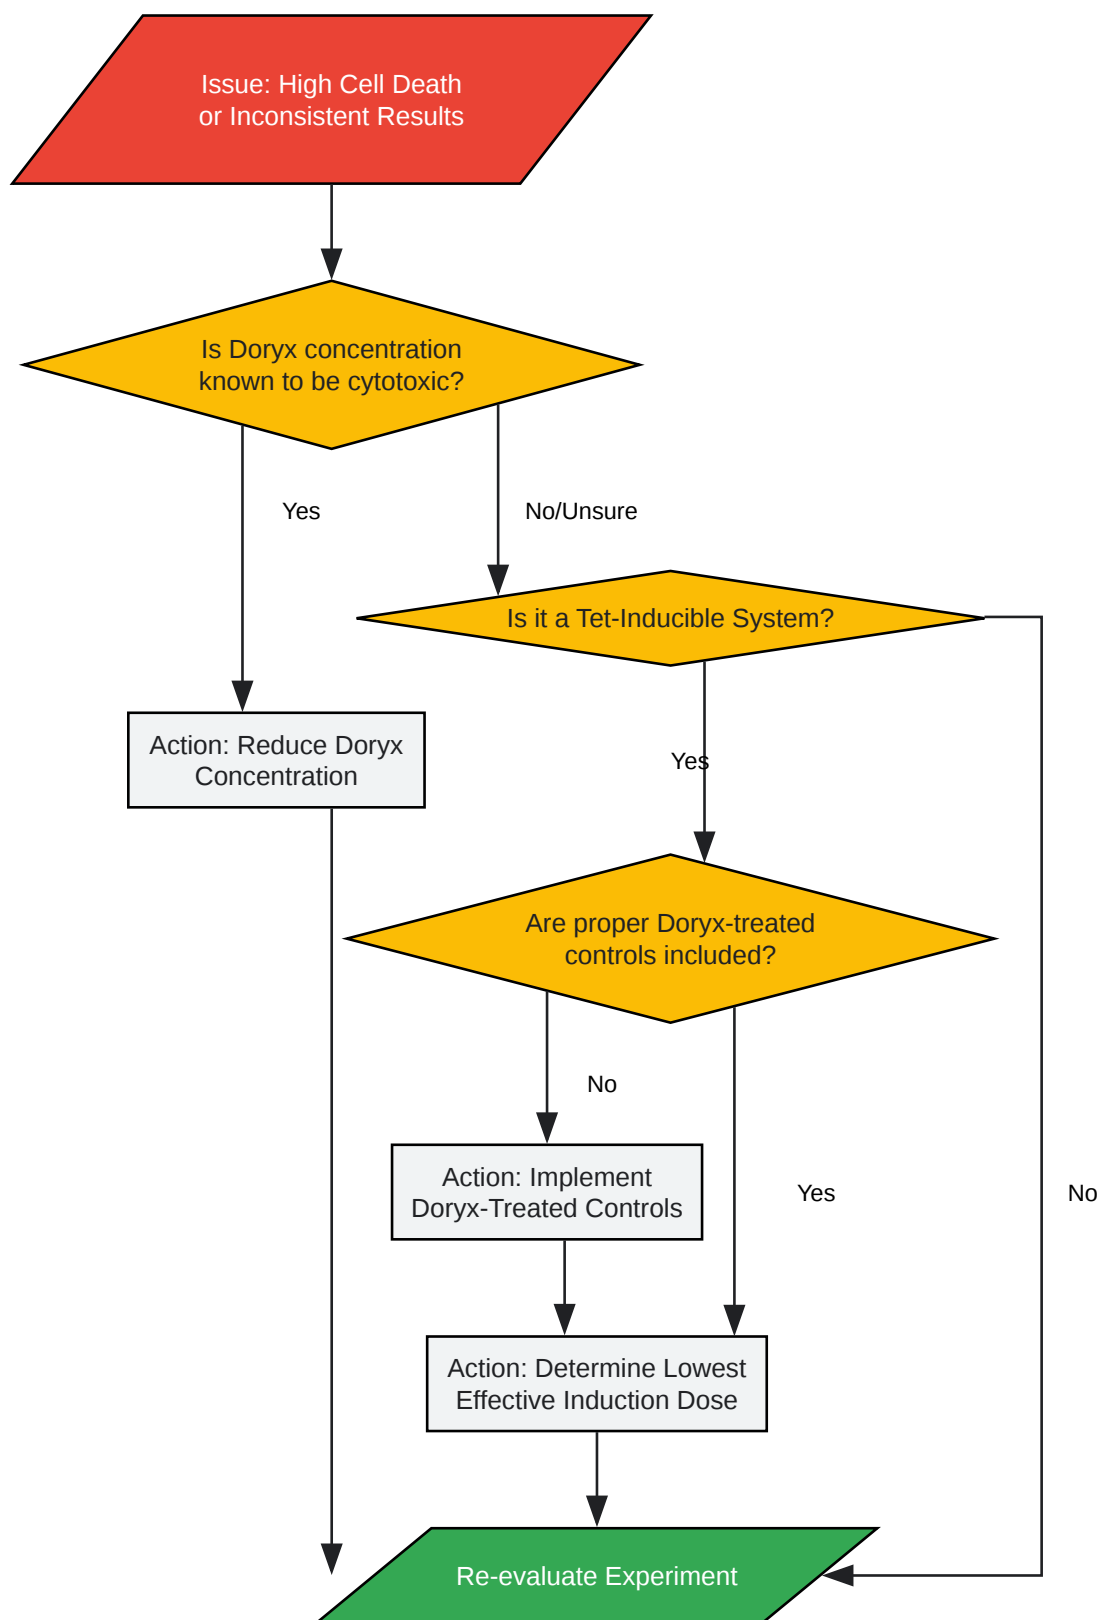 Issue: High Cell Death
or Inconsistent Results
Is Doryx concentration
known to be cytotoxic?
Yes
No/Unsure
Is it a Tet-Inducible System?
Action: Reduce Doryx
Concentration
Yes
Are proper Doryx-treated
controls included?
No
Action: Implement
Doryx-Treated Controls
Yes
No
Action: Determine Lowest
Effective Induction Dose
Re-evaluate Experiment